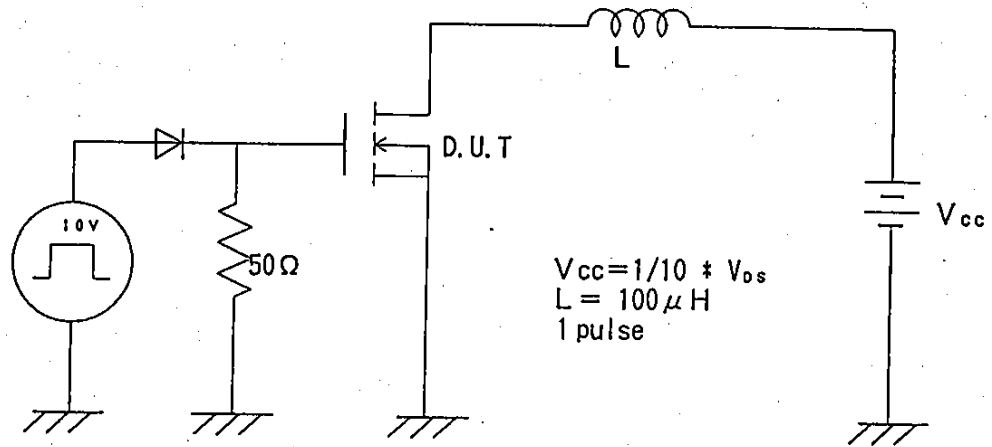 L
D.U.T
10V
50Ω
Vcc
Vcc=1/10 * VDS
L = 100μH
1 pulse